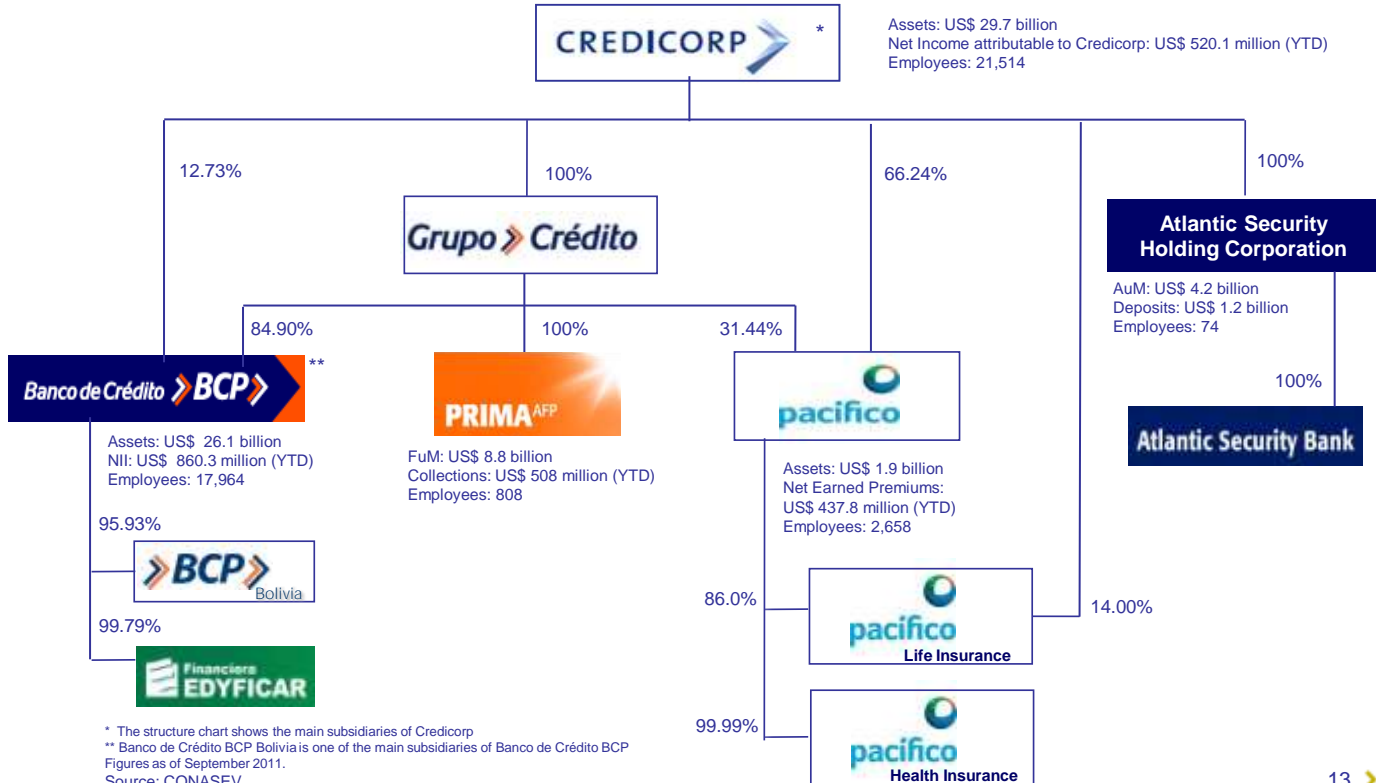 CREDICORP *
Assets: US$ 29.7 billion
Net Income attributable to Credicorp: US$ 520.1 million (YTD)
Employees: 21,514
12.73%
100%
66.24%
100%
Grupo Crédito
Atlantic Security
Holding Corporation
AuM: US$ 4.2 billion
Deposits: US$ 1.2 billion
Employees: 74
84.90%
100%
31.44%
100%
Banco de Crédito BCP **
PRIMA AFP
pacifico
Atlantic Security Bank
Assets: US$ 26.1 billion
NII: US$ 860.3 million (YTD)
Employees: 17,964
FuM: US$ 8.8 billion
Collections: US$ 508 million (YTD)
Employees: 808
Assets: US$ 1.9 billion
Net Earned Premiums:
US$ 437.8 million (YTD)
Employees: 2,658
95.93%
BCP
Bolivia
99.79%
Financiera
EDYFICAR
86.0%
pacifico
Life Insurance
14.00%
99.99%
pacifico
Health Insurance
* The structure chart shows the main subsidiaries of Credicorp
** Banco de Crédito BCP Bolivia is one of the main subsidiaries of Banco de Crédito BCP
Figures as of September 2011.
Source: CONASEV
13